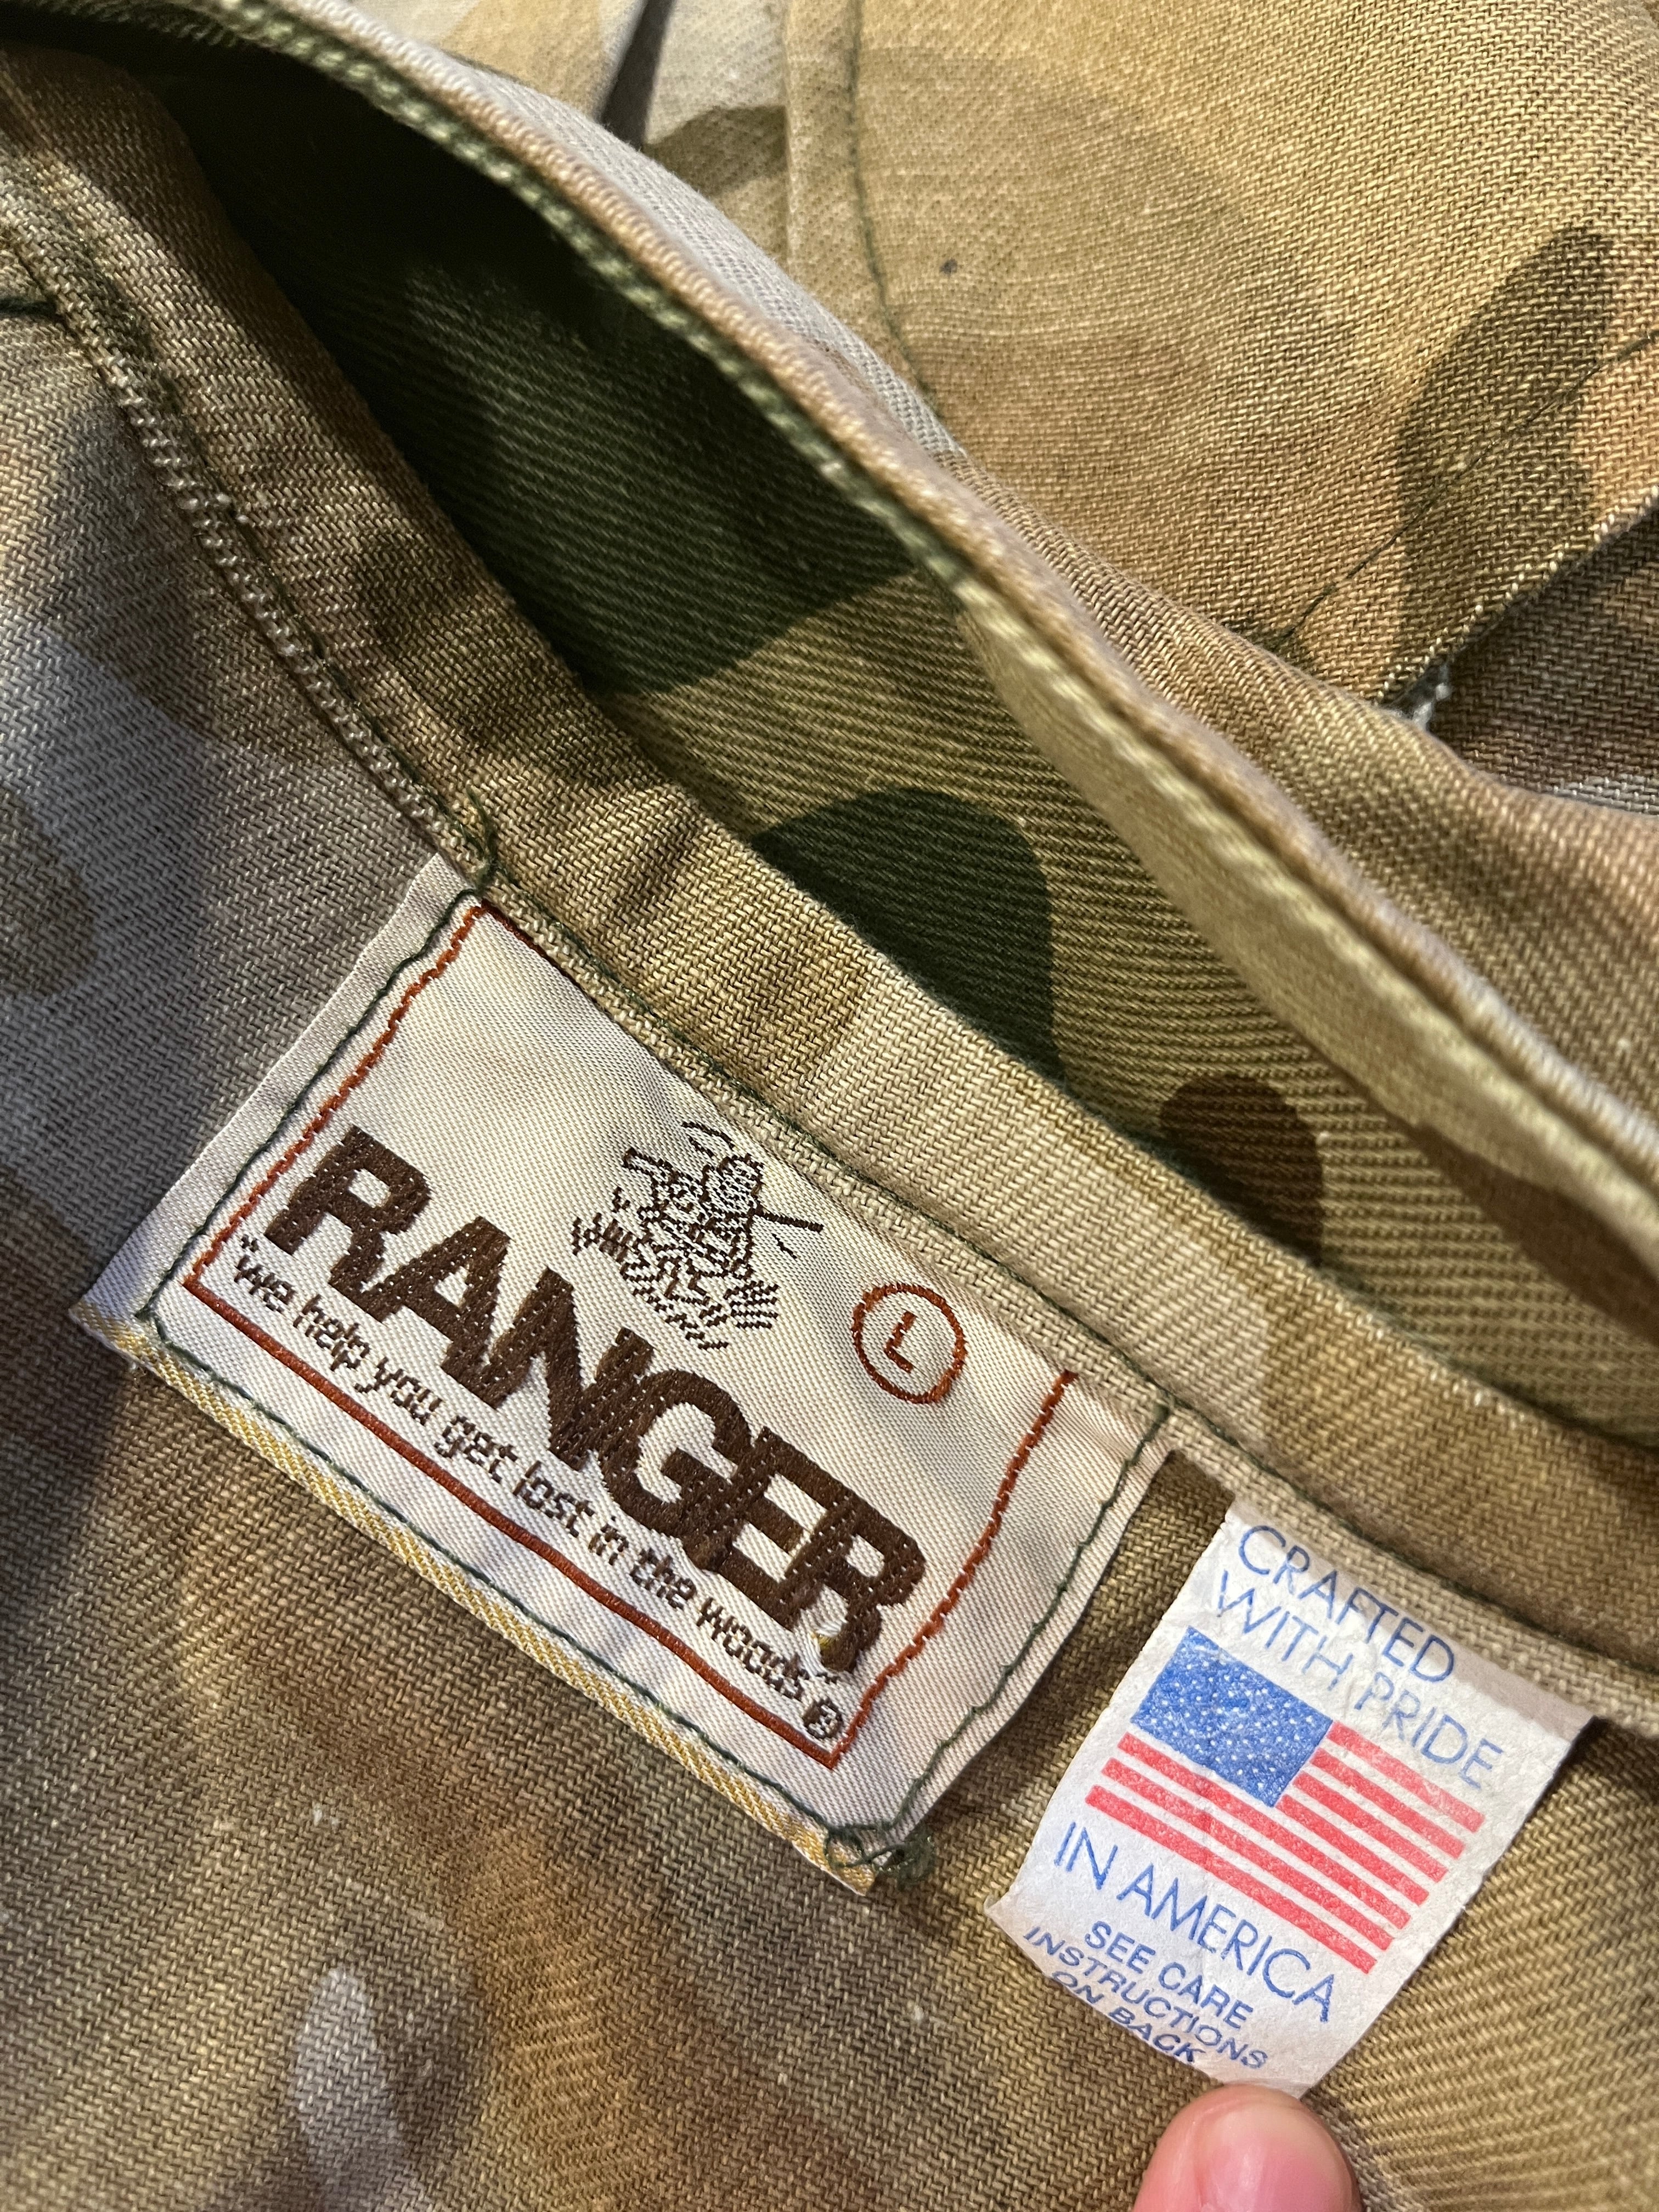 RANGER
L
"we help you get lost in the woods" ®
CRAFTED
WITH PRIDE
IN AMERICA
SEE CARE
INSTRUCTIONS
ON BACK